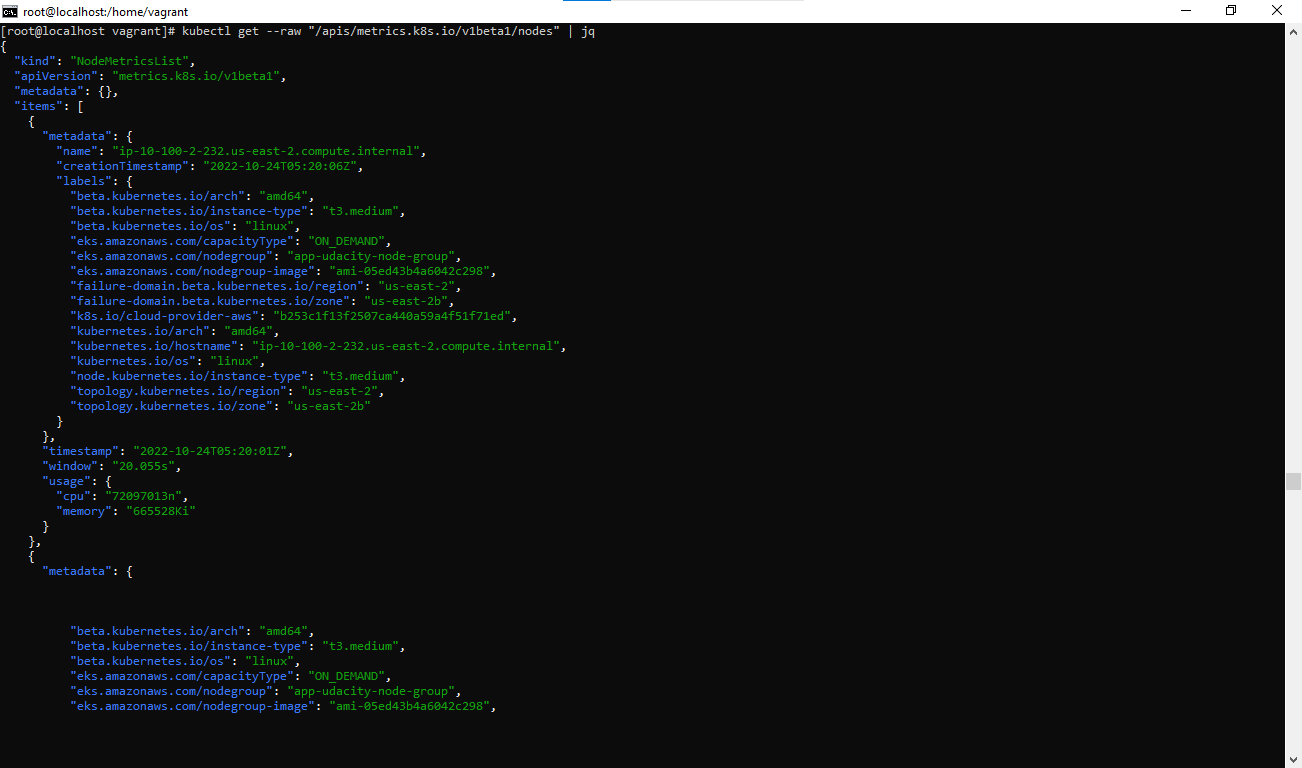 root@localhost:/home/vagrant
[root@localhost vagrant]# kubectl get --raw "/apis/metrics.k8s.io/v1beta1/nodes" | jq
{
  "kind": "NodeMetricsList",
  "apiVersion": "metrics.k8s.io/v1beta1",
  "metadata": {},
  "items": [
    {
      "metadata": {
        "name": "ip-10-100-2-232.us-east-2.compute.internal",
        "creationTimestamp": "2022-10-24T05:20:06Z",
        "labels": {
          "beta.kubernetes.io/arch": "amd64",
          "beta.kubernetes.io/instance-type": "t3.medium",
          "beta.kubernetes.io/os": "linux",
          "eks.amazonaws.com/capacityType": "ON_DEMAND",
          "eks.amazonaws.com/nodegroup": "app-udacity-node-group",
          "eks.amazonaws.com/nodegroup-image": "ami-05ed43b4a6042c298",
          "failure-domain.beta.kubernetes.io/region": "us-east-2",
          "failure-domain.beta.kubernetes.io/zone": "us-east-2b",
          "k8s.io/cloud-provider-aws": "b253c1f13f2507ca440a59a4f51f71ed",
          "kubernetes.io/arch": "amd64",
          "kubernetes.io/hostname": "ip-10-100-2-232.us-east-2.compute.internal",
          "kubernetes.io/os": "linux",
          "node.kubernetes.io/instance-type": "t3.medium",
          "topology.kubernetes.io/region": "us-east-2",
          "topology.kubernetes.io/zone": "us-east-2b"
        }
      },
      "timestamp": "2022-10-24T05:20:01Z",
      "window": "20.055s",
      "usage": {
        "cpu": "72097013n",
        "memory": "665528Ki"
      }
    },
    {
      "metadata": {
          "beta.kubernetes.io/arch": "amd64",
          "beta.kubernetes.io/instance-type": "t3.medium",
          "beta.kubernetes.io/os": "linux",
          "eks.amazonaws.com/capacityType": "ON_DEMAND",
          "eks.amazonaws.com/nodegroup": "app-udacity-node-group",
          "eks.amazonaws.com/nodegroup-image": "ami-05ed43b4a6042c298",